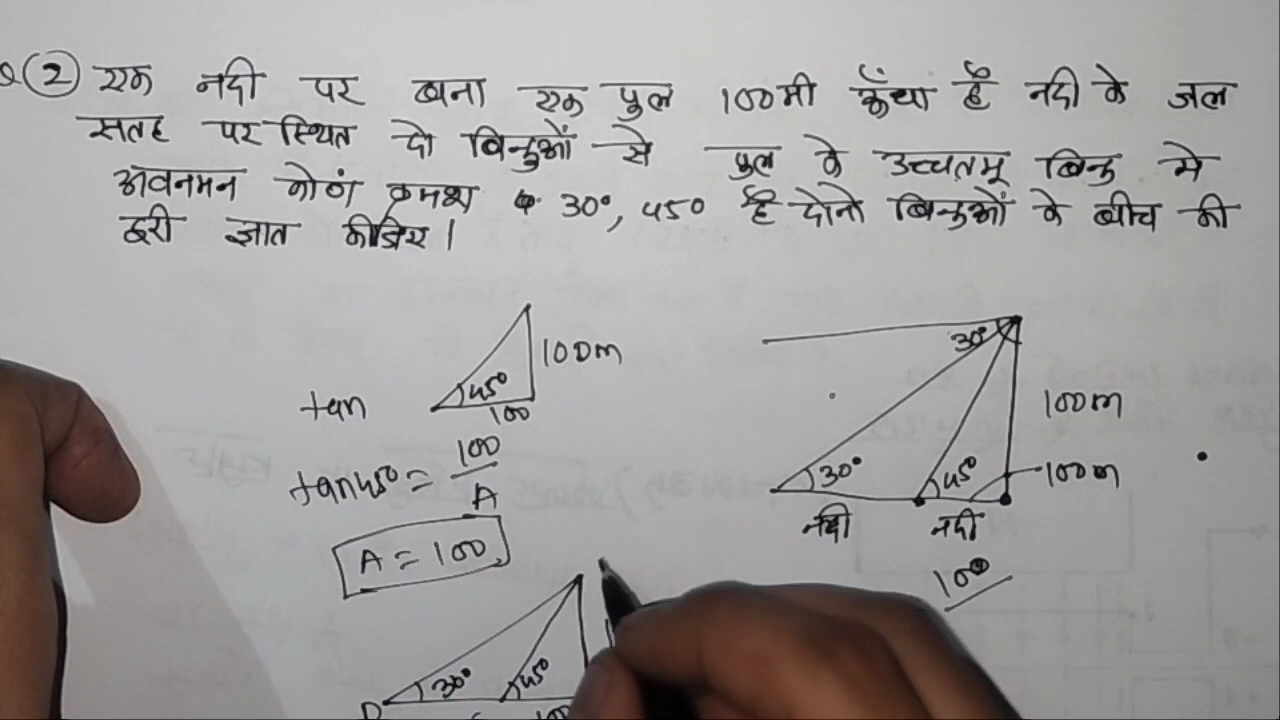 2 एक नदी पर बना एक पुल 100मी ऊँचा है नदी के जल
सतह पर स्थित दो बिन्दुओं से पुल के उच्चतम बिन्दु से
अवनमन कोण क्रमश 30°, 45° है दोनो बिन्दुओं के बीच की
दूरी ज्ञात कीजिए।
30°
100m
45°
100
tan
100m
30°
45°
100m
tan45° = 100/A
नदी
नदी
A = 100
100
30°
45°
D